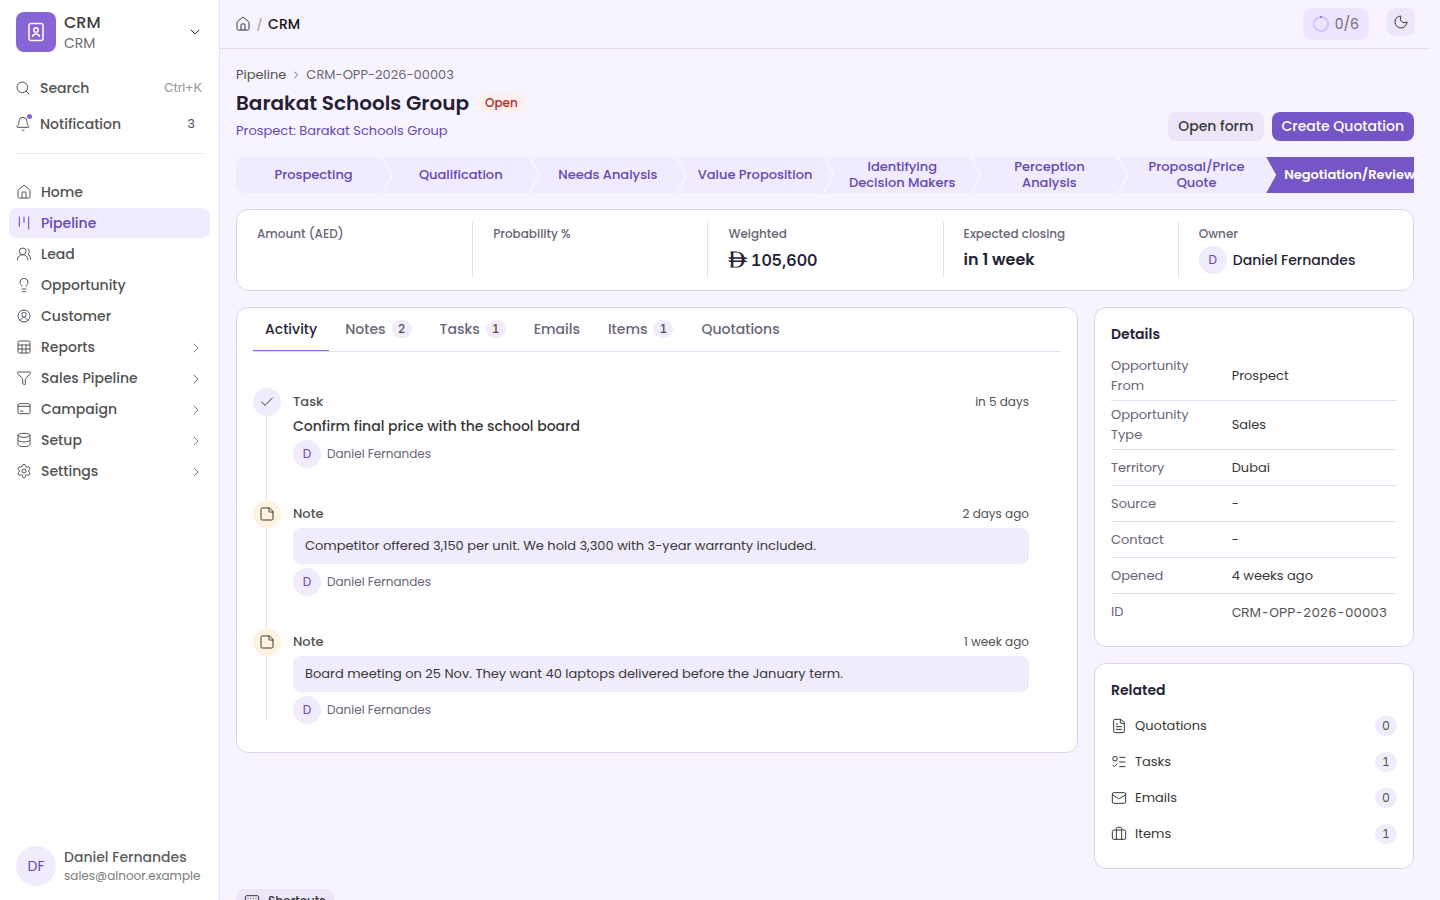 CRM
CRM
Search Ctrl+K
Notification 3
Home
Pipeline
Lead
Opportunity
Customer
Reports
Sales Pipeline
Campaign
Setup
Settings
DF
Daniel Fernandes
sales@alnoor.example
/ CRM
0/6
Pipeline > CRM-OPP-2026-00003
Barakat Schools Group Open
Prospect: Barakat Schools Group
Open form
Create Quotation
Prospecting
Qualification
Needs Analysis
Value Proposition
Identifying
Decision Makers
Perception
Analysis
Proposal/Price
Quote
Negotiation/Review
Amount (AED)
Probability %
Weighted
105,600
Expected closing
in 1 week
Owner
D Daniel Fernandes
Activity
Notes 2
Tasks 1
Emails
Items 1
Quotations
Task in 5 days
Confirm final price with the school board
D Daniel Fernandes
Note 2 days ago
Competitor offered 3,150 per unit. We hold 3,300 with 3-year warranty included.
D Daniel Fernandes
Note 1 week ago
Board meeting on 25 Nov. They want 40 laptops delivered before the January term.
D Daniel Fernandes
Details
Opportunity
From
Prospect
Opportunity
Type
Sales
Territory Dubai
Source -
Contact -
Opened 4 weeks ago
ID CRM-OPP-2026-00003
Related
Quotations 0
Tasks 1
Emails 0
Items 1
Shortcuts